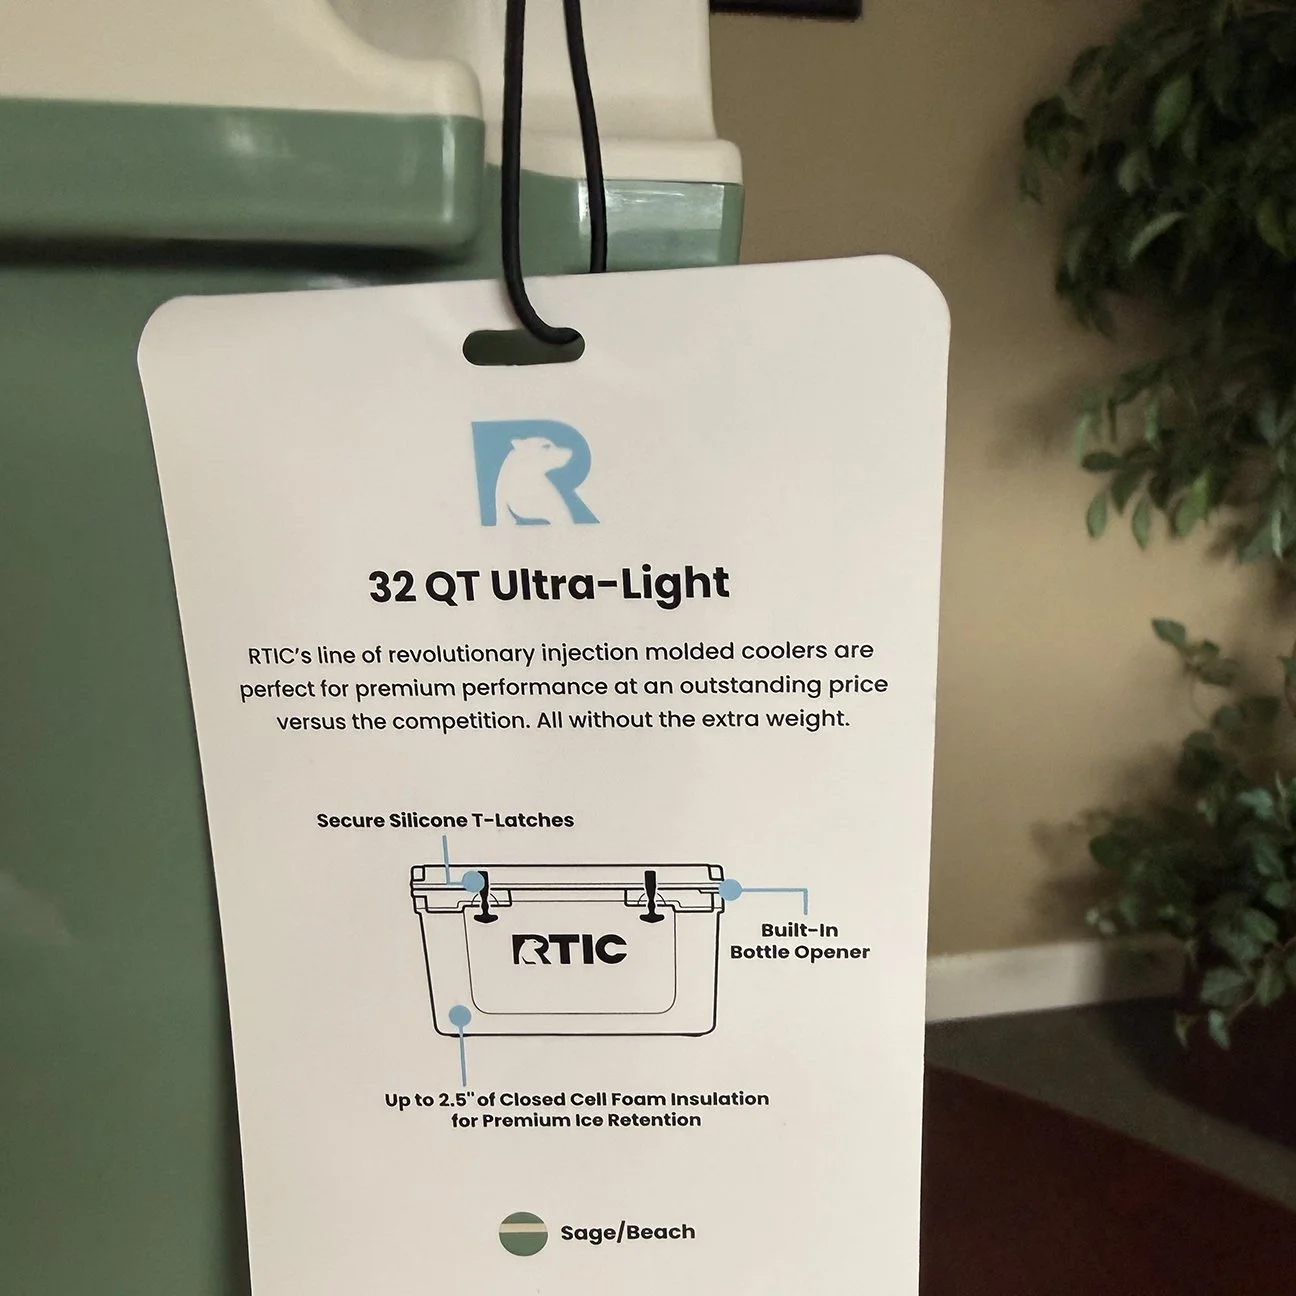 R
32 QT Ultra-Light
RTIC's line of revolutionary injection molded coolers are
perfect for premium performance at an outstanding price
versus the competition. All without the extra weight.
Secure Silicone T-Latches
RTIC
Built-In
Bottle Opener
Up to 2.5" of Closed Cell Foam Insulation
for Premium Ice Retention
Sage/Beach